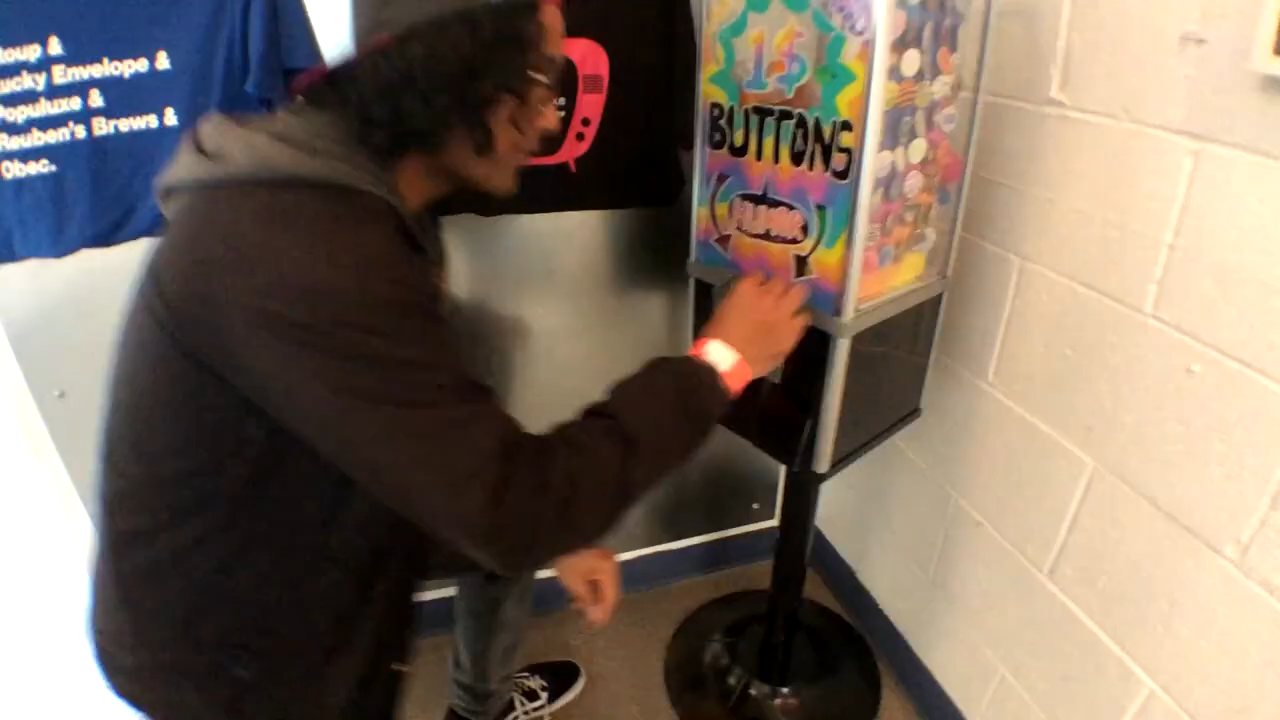 oup &
ucky Envelope &
Populuxe &
Reuben's Brews &
Obec.
1$
BUTTONS